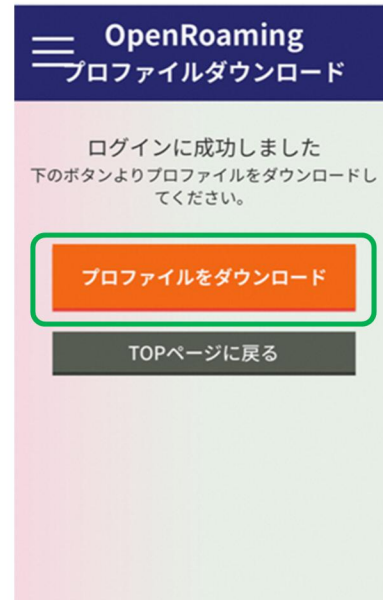 OpenRoaming
プロファイルダウンロード
ログインに成功しました
下のボタンよりプロファイルをダウンロードし
てください。
プロファイルをダウンロード
TOPページに戻る